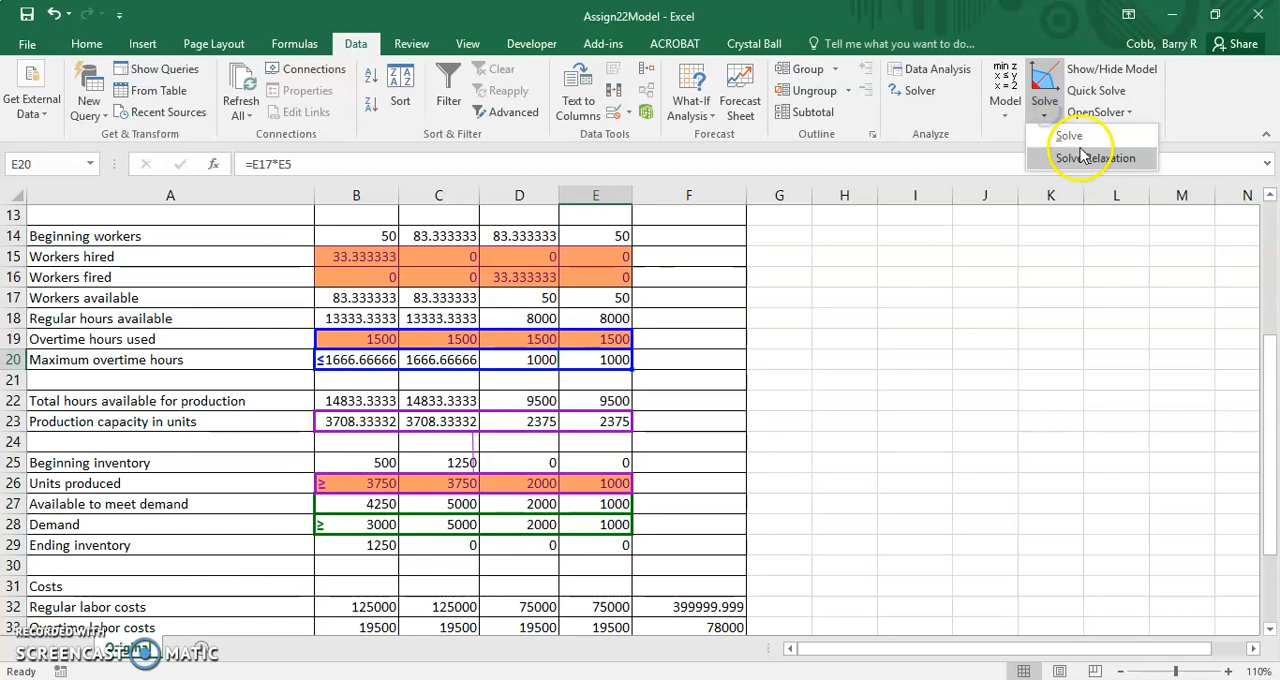 Assign22Model - Excel
File Home Insert Page Layout Formulas Data Review View Developer Add-ins ACROBAT Crystal Ball Tell me what you want to do... Cobb, Barry R Share
Get External Data
New Query
Show Queries
From Table
Recent Sources
Get & Transform
Refresh All
Connections
Properties
Edit Links
Connections
Sort
Filter
Clear
Reapply
Advanced
Sort & Filter
Text to Columns
Data Tools
What-If Analysis
Forecast Sheet
Forecast
Group
Ungroup
Subtotal
Outline
Data Analysis
Solver
Analyze
min z
x ≤ y
x ≥ z
Model
Solve
Show/Hide Model
Quick Solve
OpenSolver
Solve
Solve Relaxation
E20 fx =E17*E5
A B C D E F G H I J K L M N
13
14 Beginning workers 50 83.333333 83.333333 50
15 Workers hired 33.333333 0 0 0
16 Workers fired 0 0 33.333333 0
17 Workers available 83.333333 83.333333 50 50
18 Regular hours available 13333.3333 13333.3333 8000 8000
19 Overtime hours used 1500 1500 1500 1500
20 Maximum overtime hours ≤1666.66666 1666.66666 1000 1000
21
22 Total hours available for production 14833.3333 14833.3333 9500 9500
23 Production capacity in units 3708.33332 3708.33332 2375 2375
24
25 Beginning inventory 500 1250 0 0
26 Units produced ≥ 3750 3750 2000 1000
27 Available to meet demand 4250 5000 2000 1000
28 Demand ≥ 3000 5000 2000 1000
29 Ending inventory 1250 0 0 0
30
31 Costs
32 Regular labor costs 125000 125000 75000 75000 399999.999
33 Overtime labor costs 19500 19500 19500 19500 78000
Original
RECORDED WITH
SCREENCAST MATIC
Ready 110%